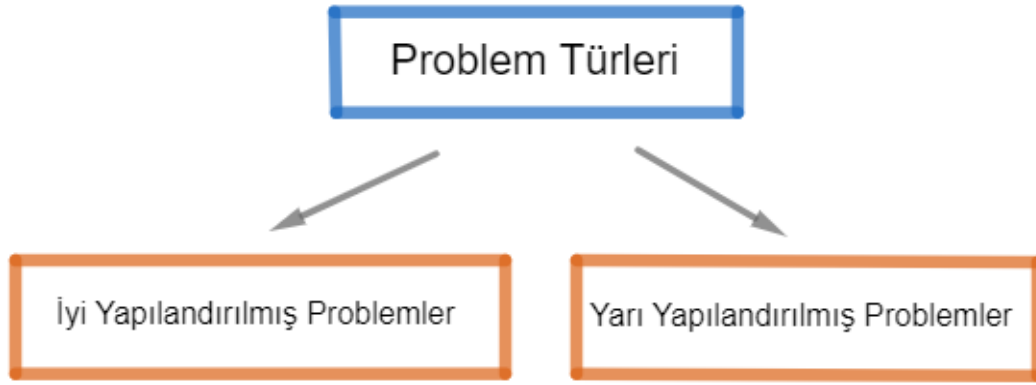 Problem Türleri
İyi Yapılandırılmış Problemler
Yarı Yapılandırılmış Problemler